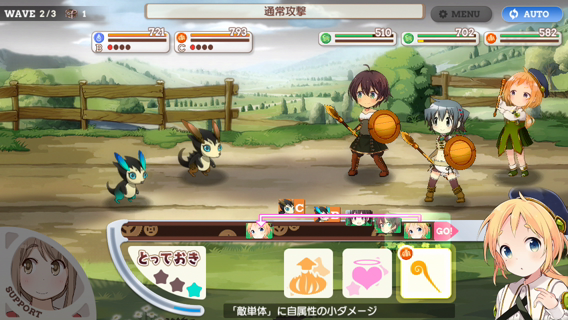 WAVE 2/3 1
通常攻撃
MENU
AUTO
B 721
C 793
510
702
582
C
B
GO!
とっておき
SUPPORT
「敵単体」に自属性の小ダメージ